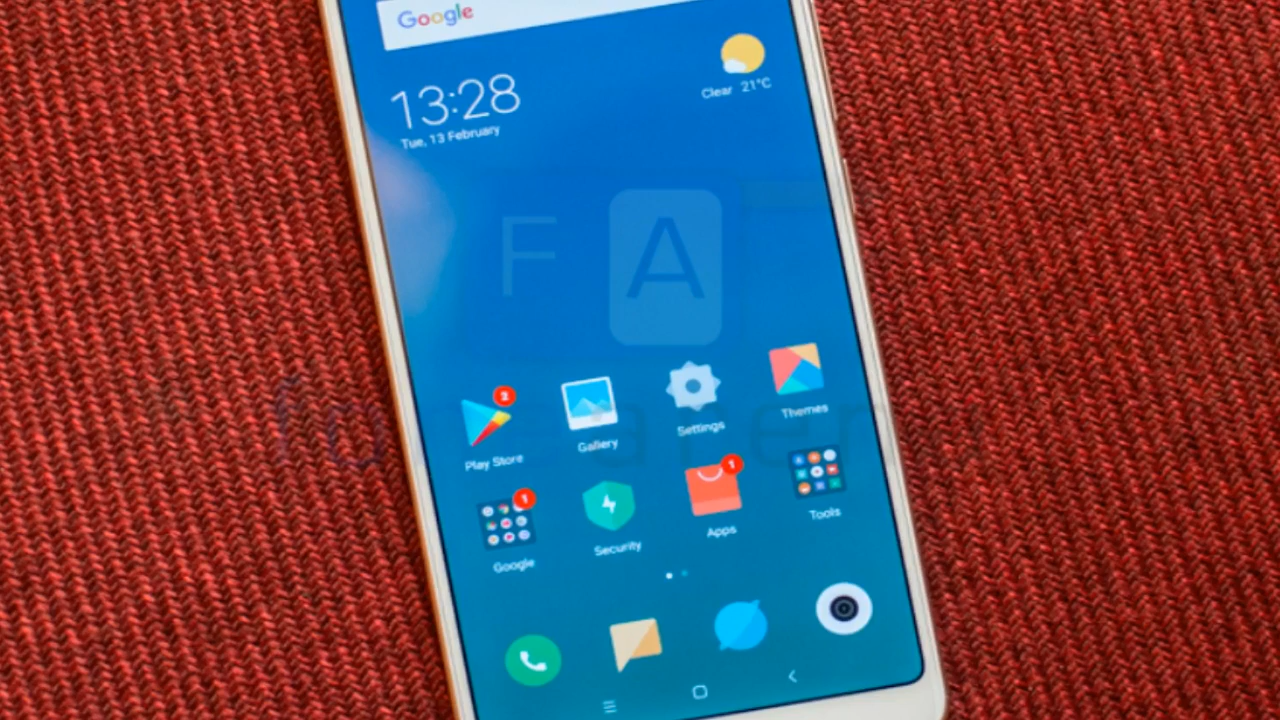 Google
13:28
Tue, 13 February
Clear 21°C
F A
2
Play Store
Gallery
Settings
Themes
1
Google
Security
1
Apps
Tools